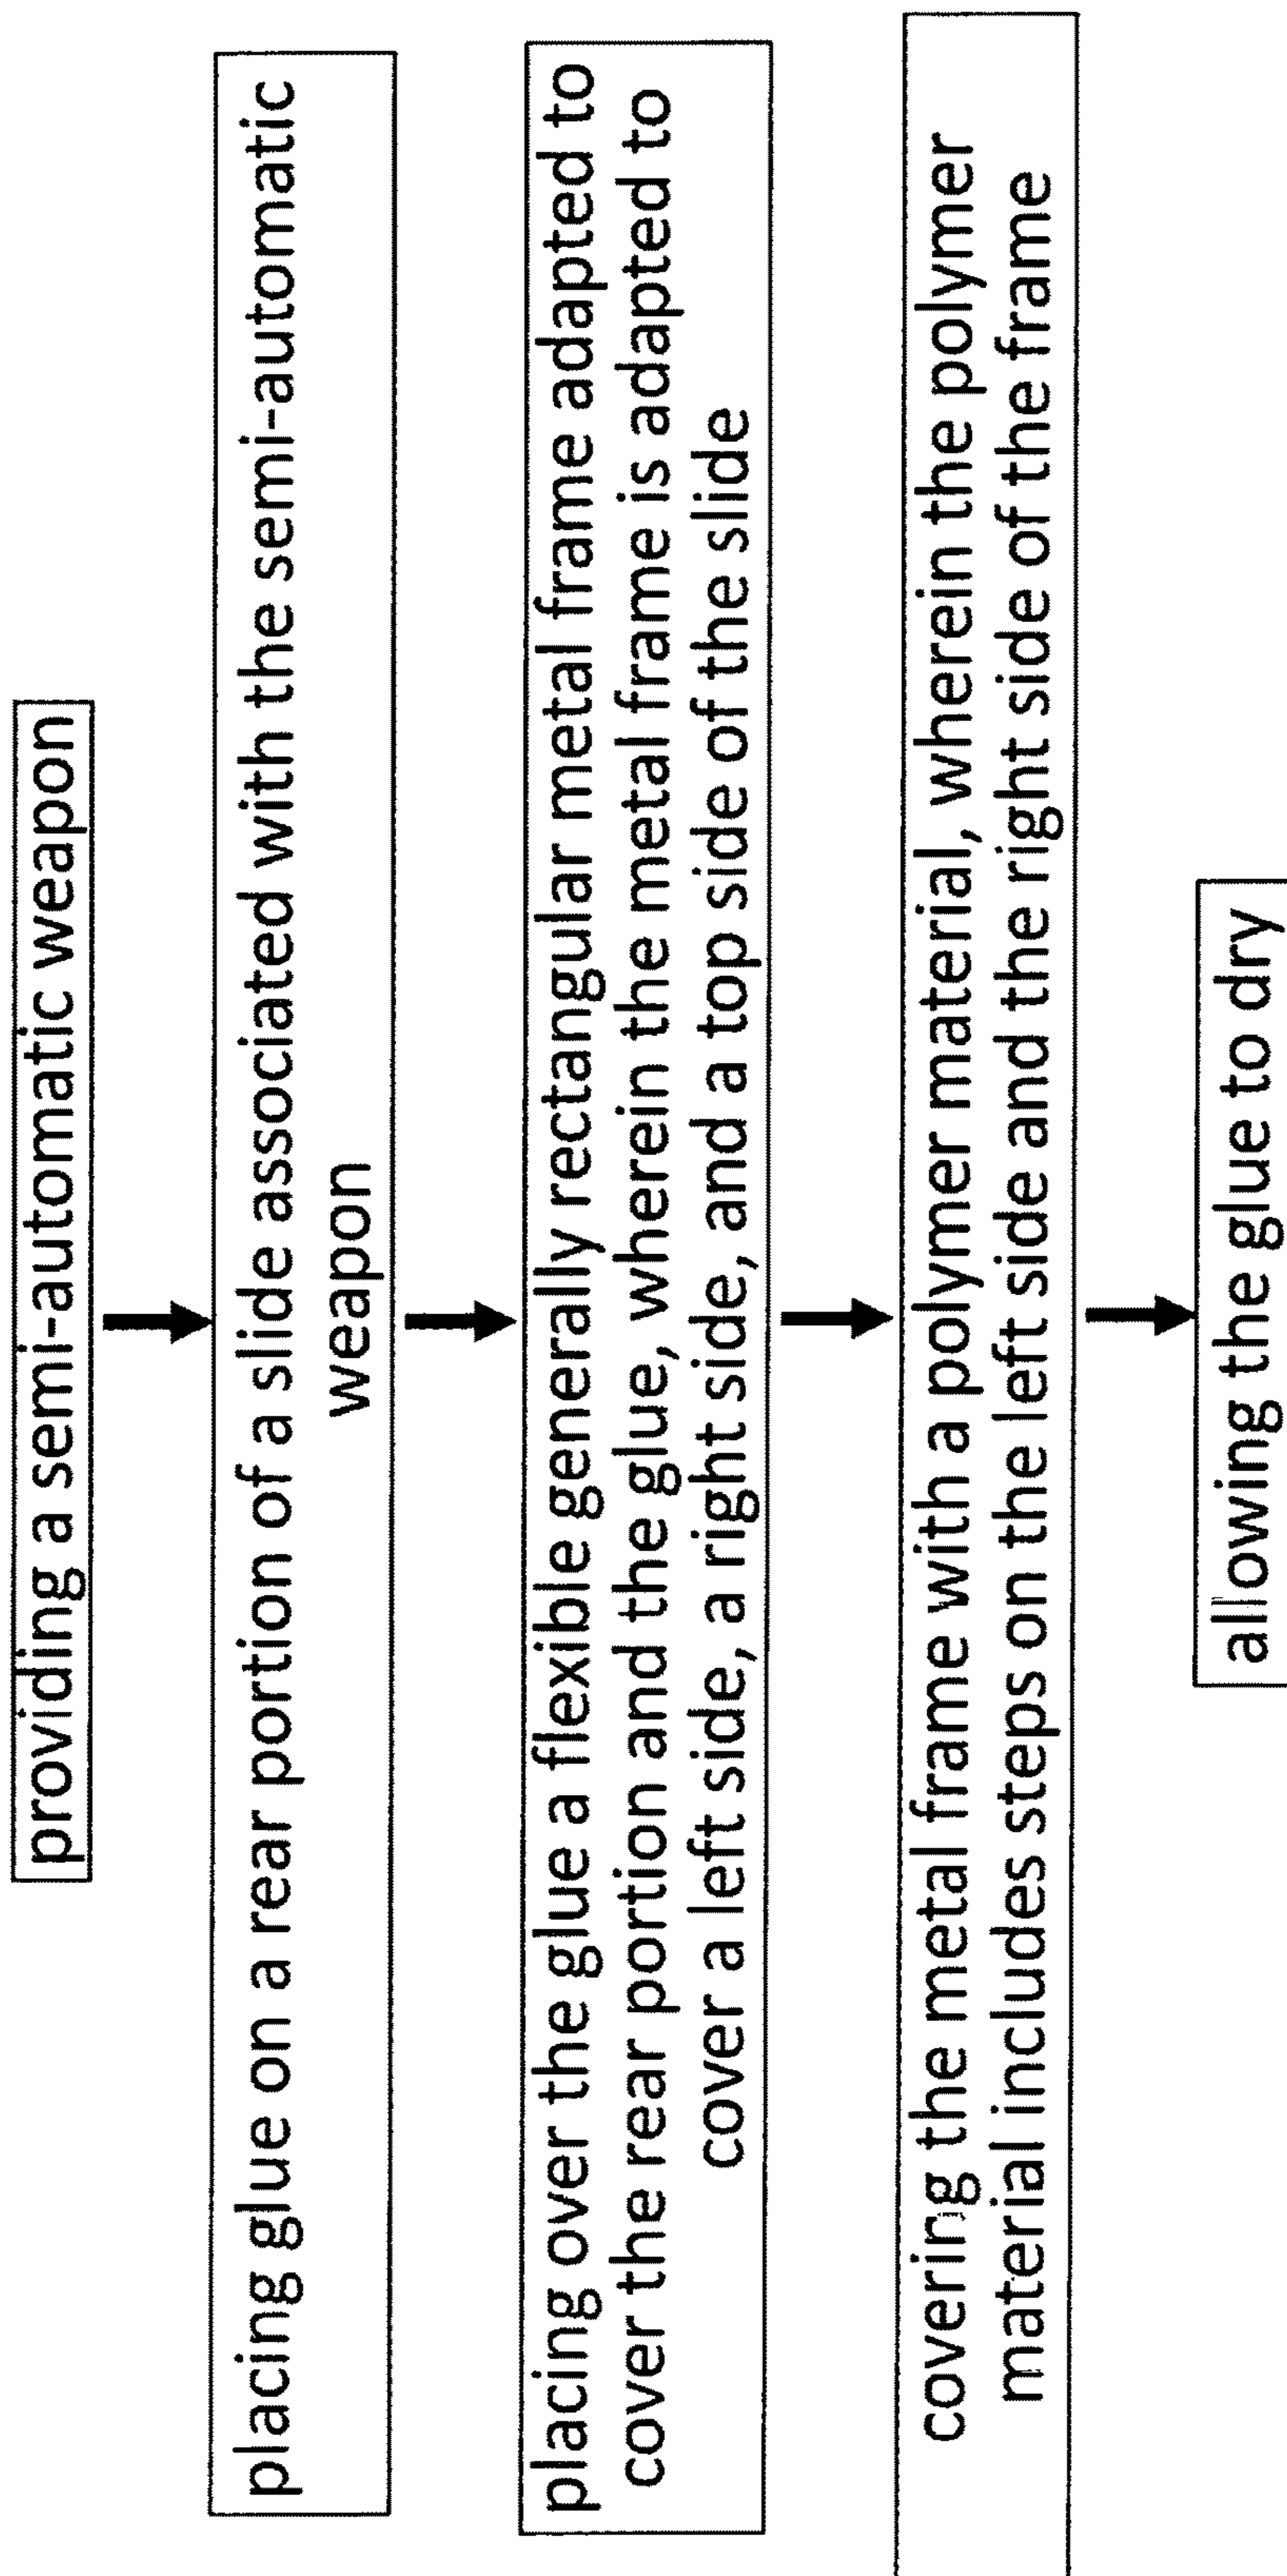 providing a semi-automatic weapon
placing glue on a rear portion of a slide associated with the semi-automatic
weapon
placing over the glue a flexible generally rectangular metal frame adapted to
cover the rear portion and the glue, wherein the metal frame is adapted to
cover a left side, a right side, and a top side of the slide
covering the metal frame with a polymer material, wherein the polymer
material includes steps on the left side and the right side of the frame
allowing the glue to dry